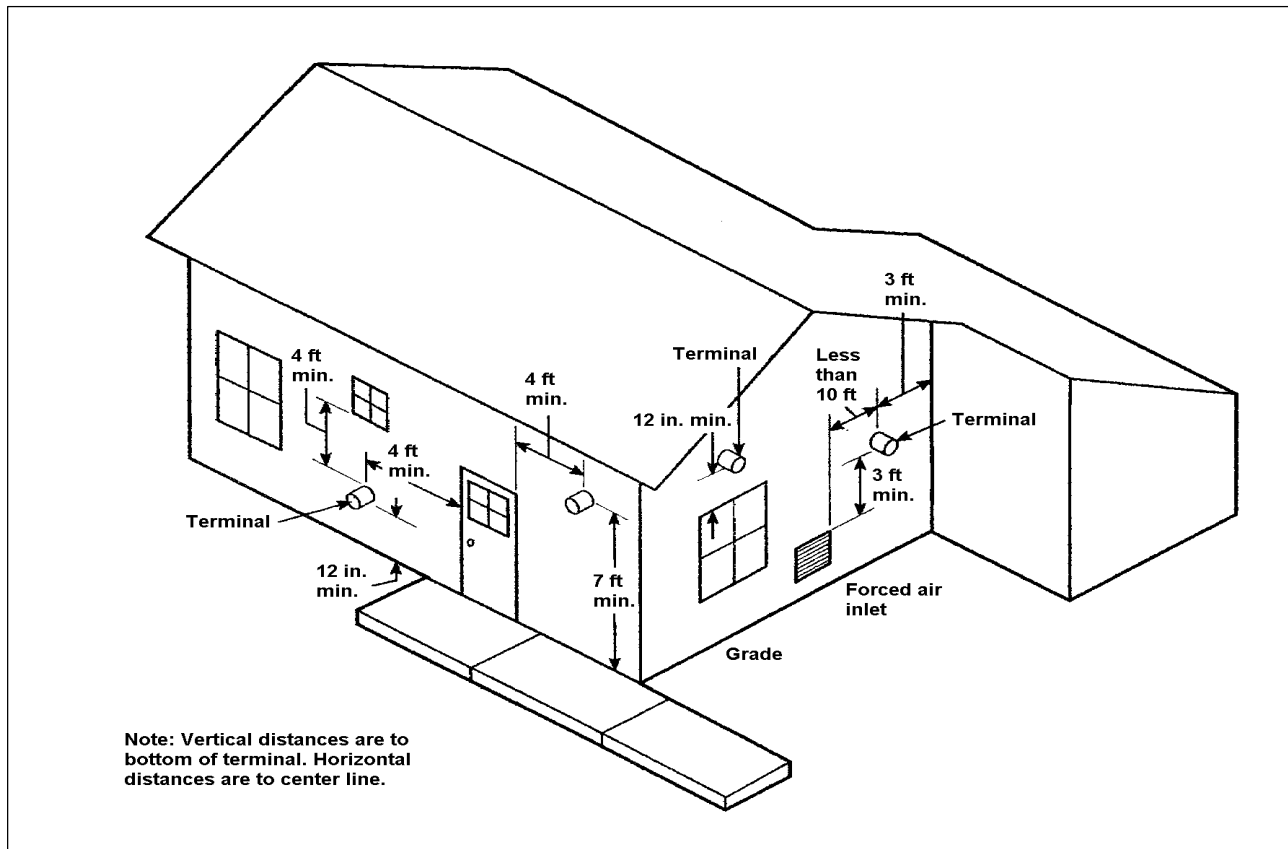 3 ft
min.
Terminal
Less
than
10 ft
4 ft
min.
4 ft
min.
12 in. min.
Terminal
4 ft
min.
3 ft
min.
Terminal
12 in.
min.
7 ft
min.
Forced air
inlet
Grade
Note: Vertical distances are to
bottom of terminal. Horizontal
distances are to center line.